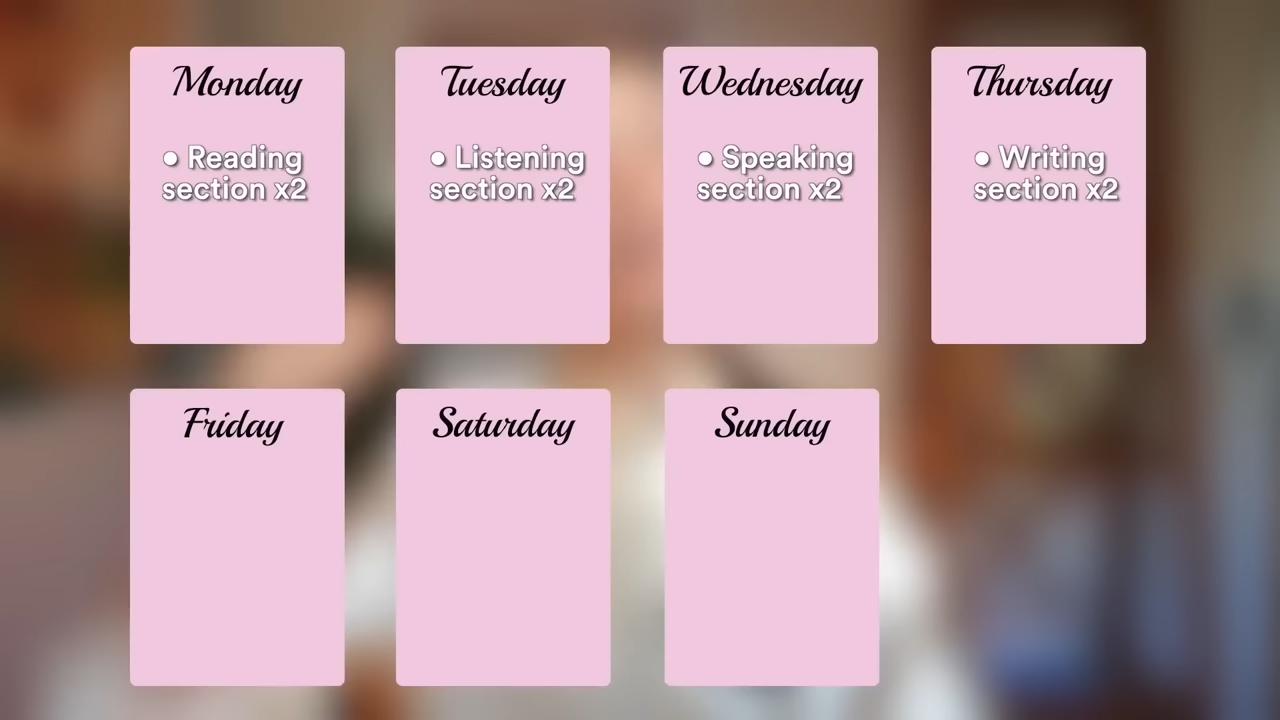 Monday
• Reading
section x2
Tuesday
• Listening
section x2
Wednesday
• Speaking
section x2
Thursday
• Writing
section x2
Friday
Saturday
Sunday